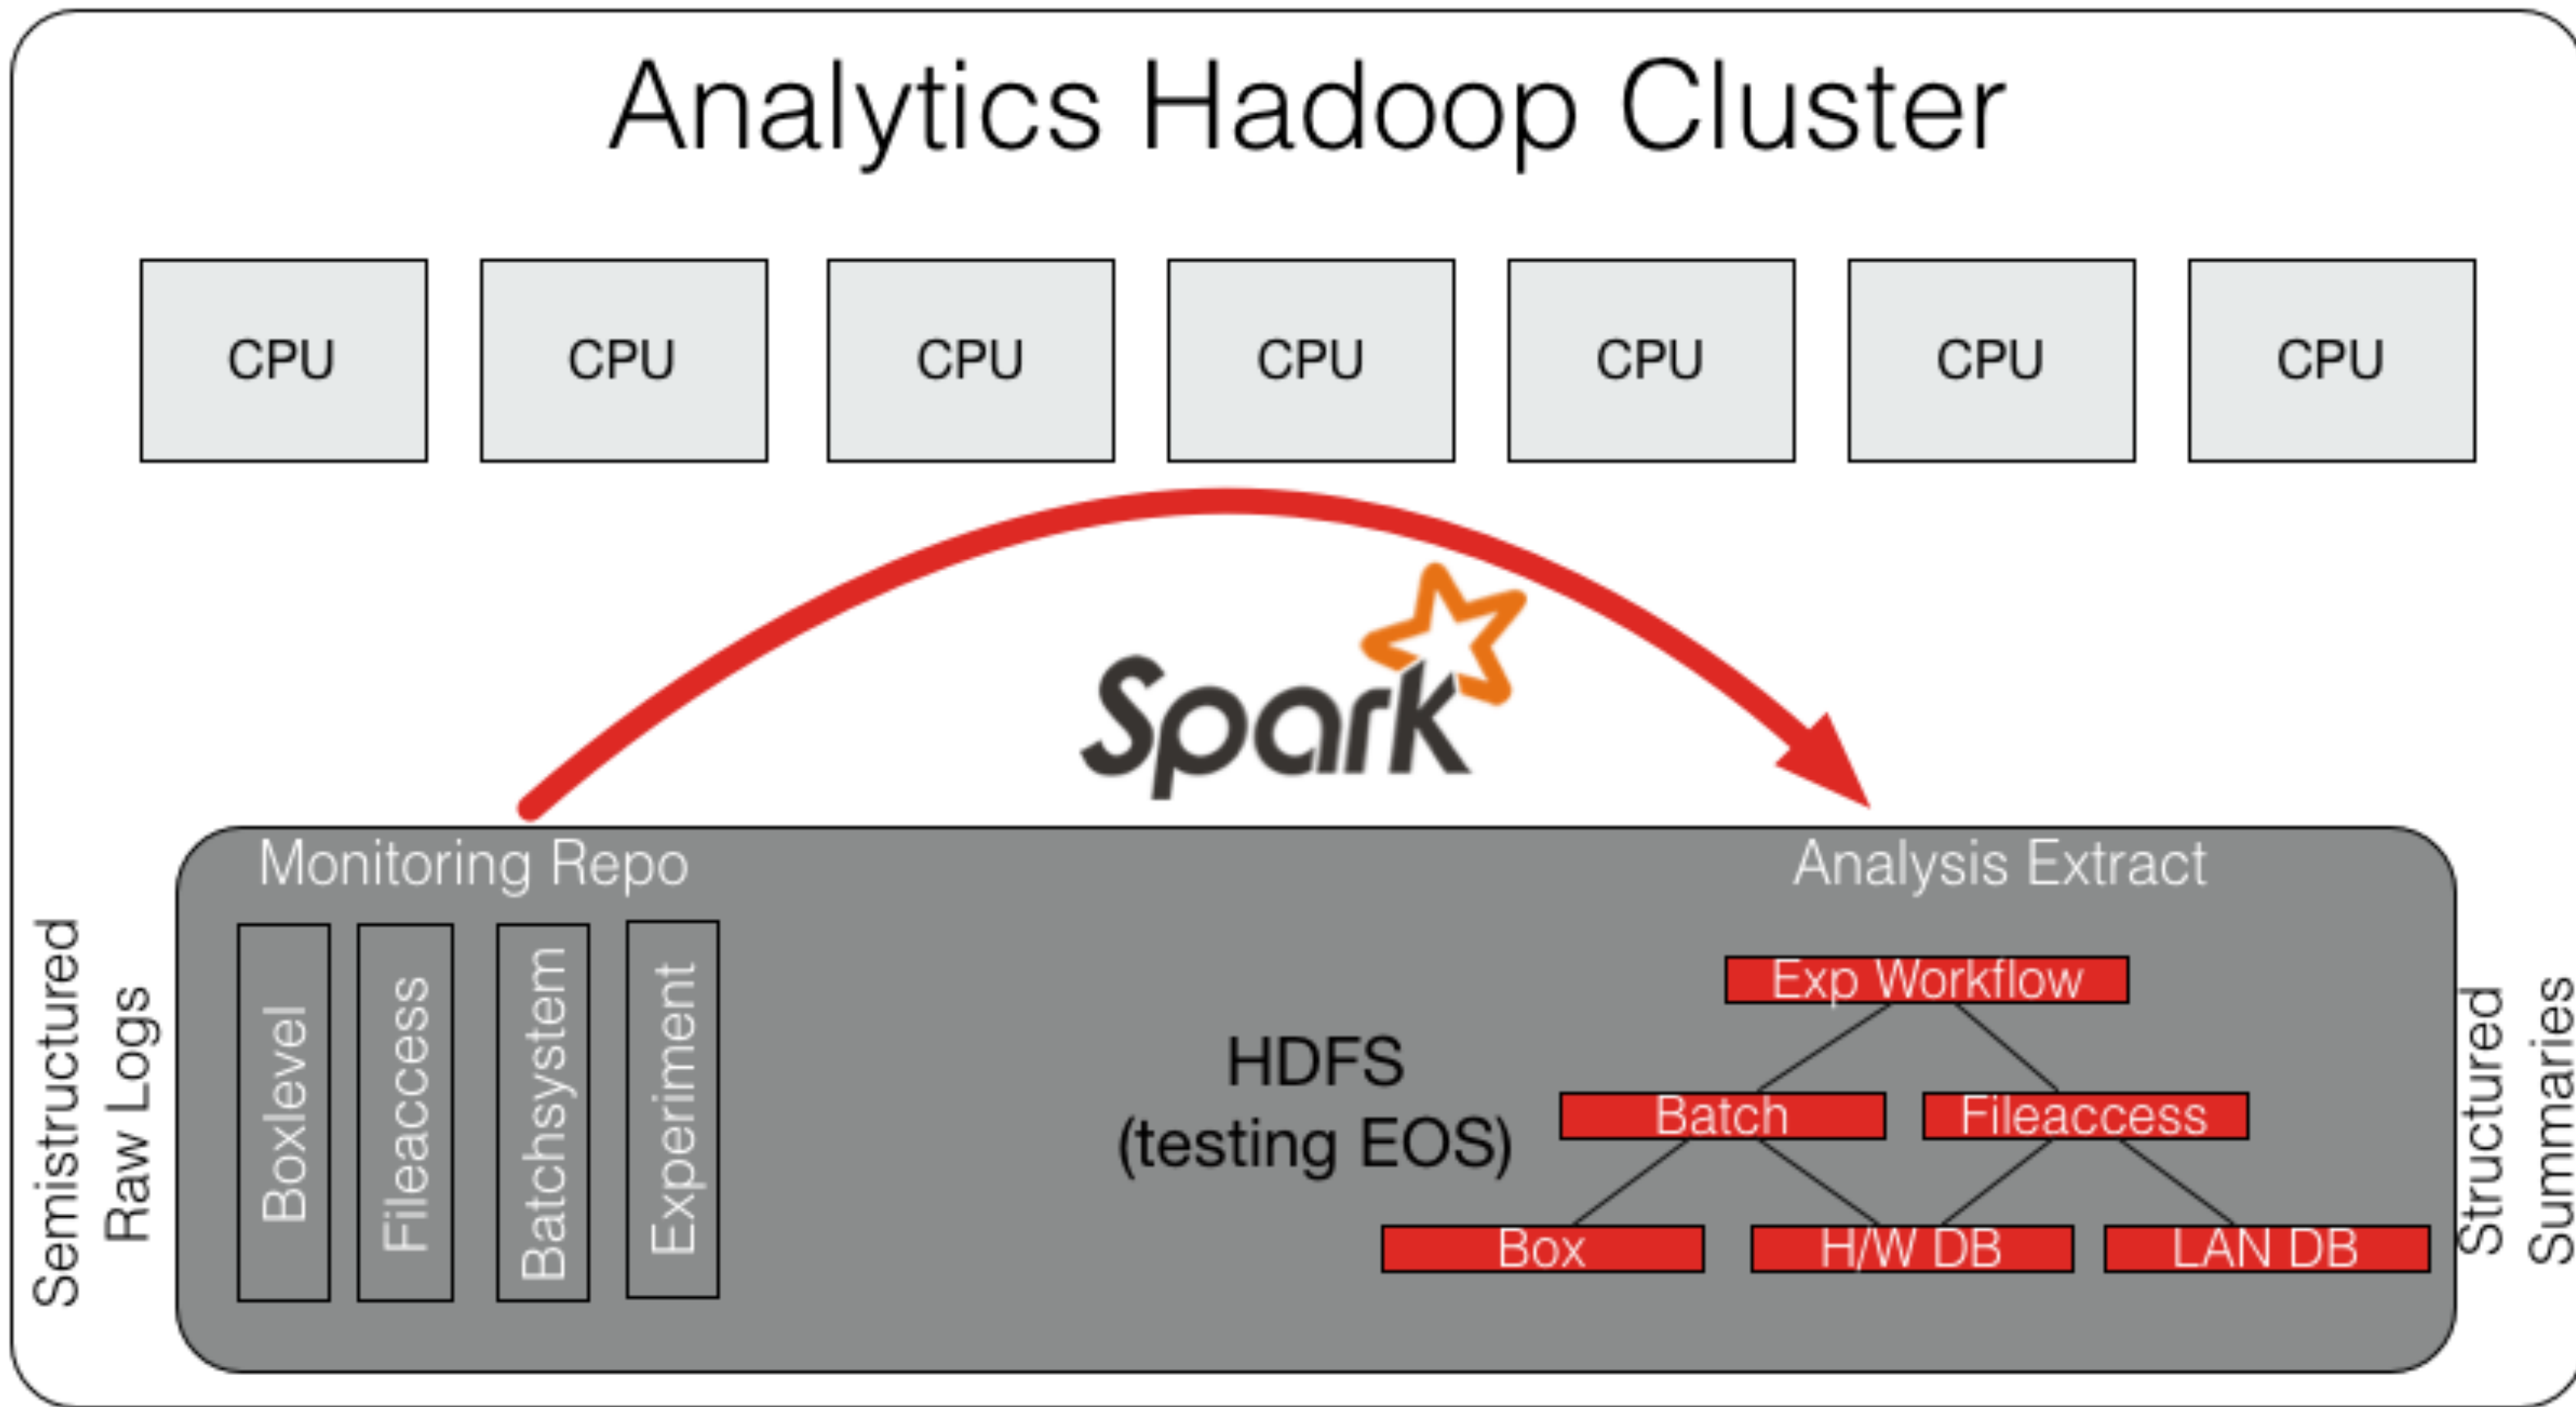 Analytics Hadoop Cluster
CPU
CPU
CPU
CPU
CPU
CPU
CPU
Spark
Monitoring Repo
Analysis Extract
Semistructured
Raw Logs
Boxlevel
Fileaccess
Batchsystem
Experiment
HDFS
(testing EOS)
Exp Workflow
Batch
Fileaccess
Box
H/W DB
LAN DB
Structured
Summaries